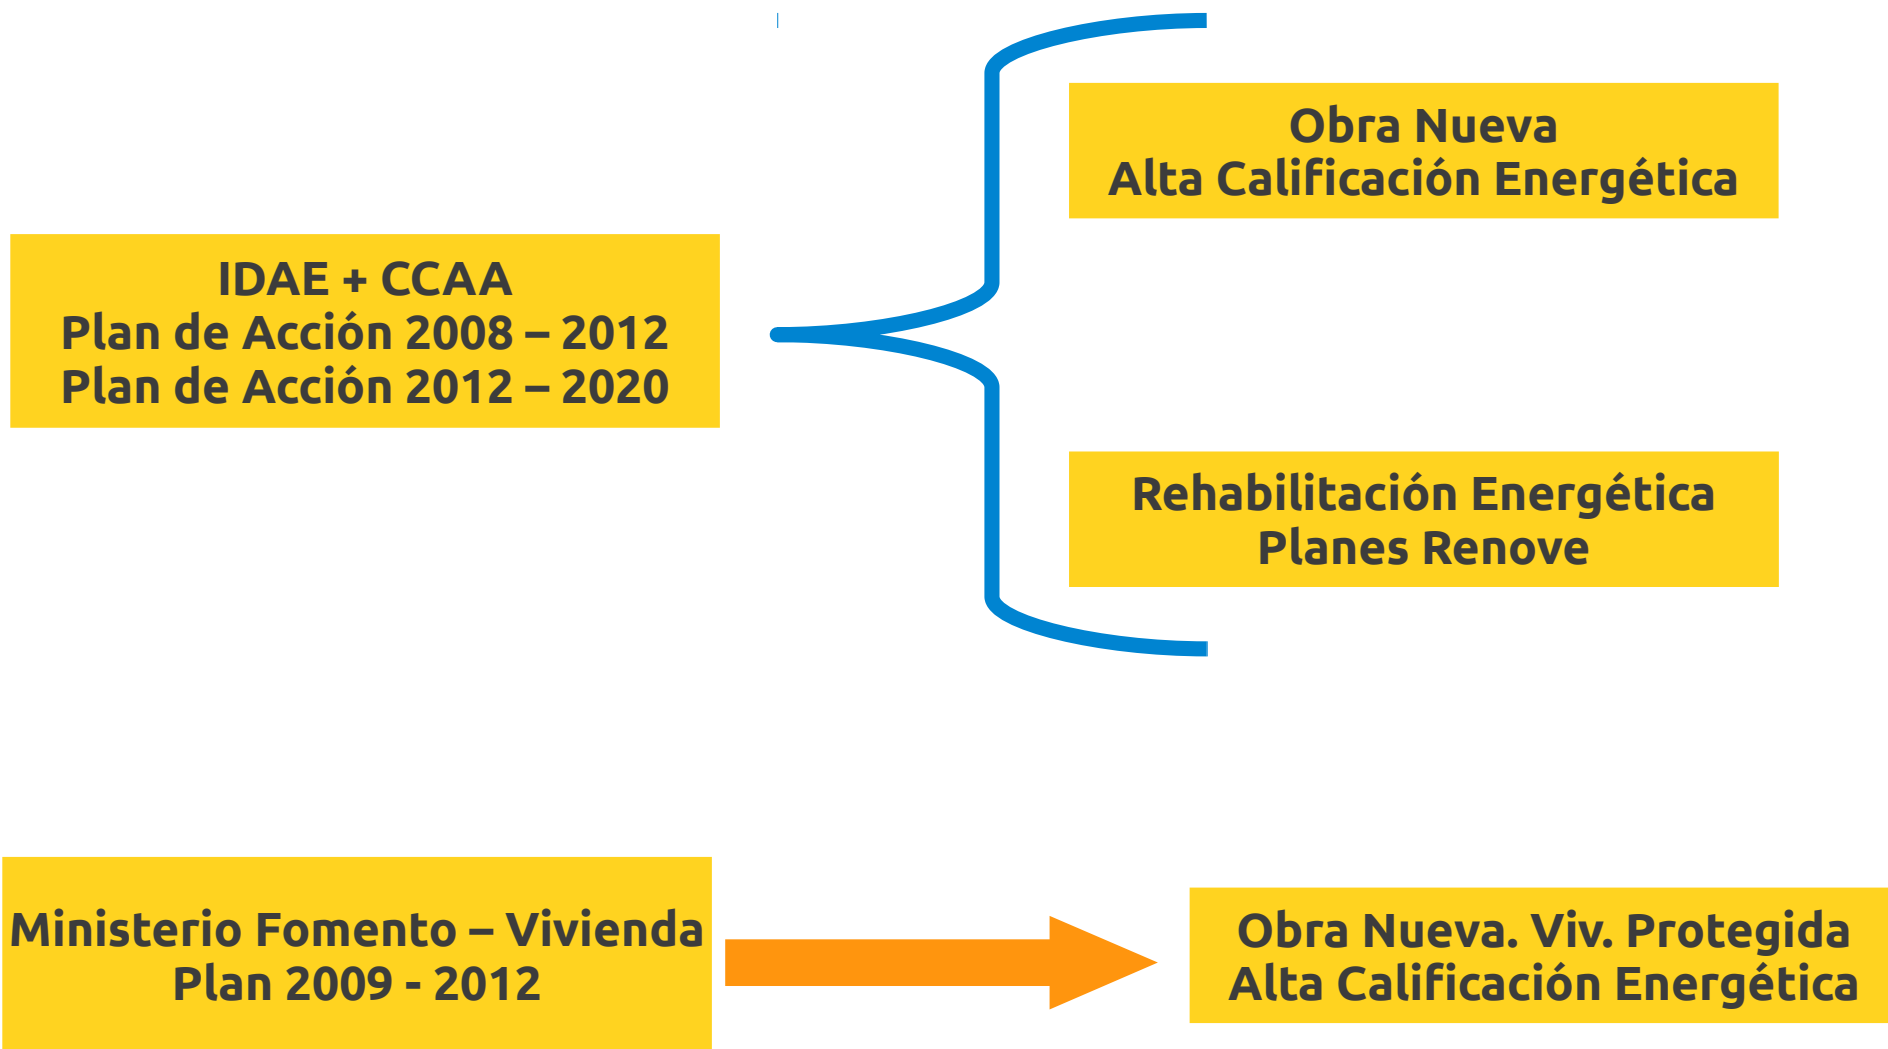 Obra Nueva
Alta Calificación Energética
IDAE + CCAA
Plan de Acción 2008 – 2012
Plan de Acción 2012 – 2020
Rehabilitación Energética
Planes Renove
Ministerio Fomento – Vivienda
Plan 2009 - 2012
Obra Nueva. Viv. Protegida
Alta Calificación Energética